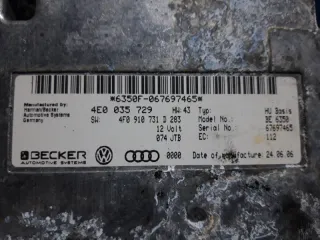 *6350F-067697465*
Manufactured by:
Harman/Becker
Automotive Systems
Germany
4E0 035 729 HW 43 Typ: HU Basis
SW: 4F0 910 731 D 283 Model No: BE 6350
12 Volt Serial No: 67697465
074 JTB EC: 112
BECKER
AUTOMOTIVE SYSTEMS
0000 Date of manufacture: 24.06.06